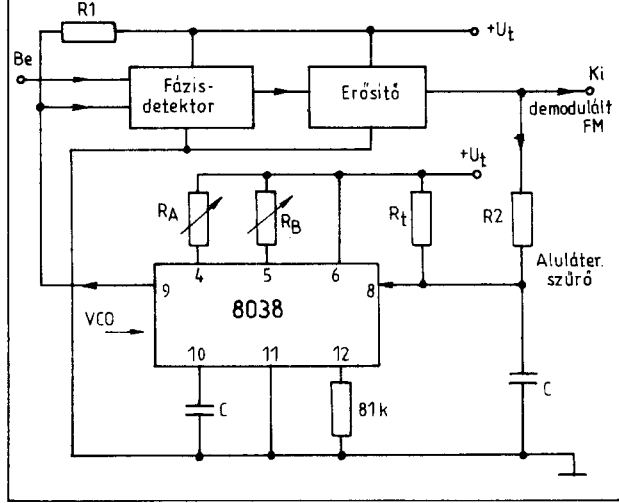 R1
+Ut
Be
Fázis-
detektor
Erősítő
Ki
demodulált
FM
+Ut
RA
RB
Rt
R2
4
5
6
Aluláter.
szűrő
9
8
8038
VCO
10
11
12
C
81k
C